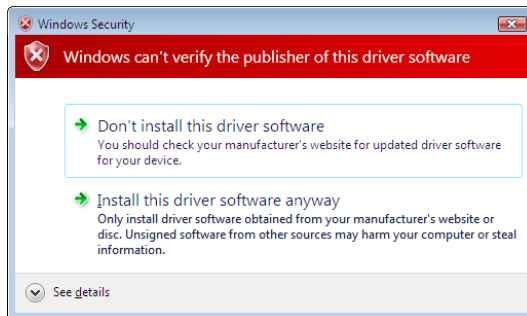 Windows Security
Windows can't verify the publisher of this driver software
Don't install this driver software
You should check your manufacturer's website for updated driver software
for your device.
Install this driver software anyway
Only install driver software obtained from your manufacturer's website or
disc. Unsigned software from other sources may harm your computer or steal
information.
See details